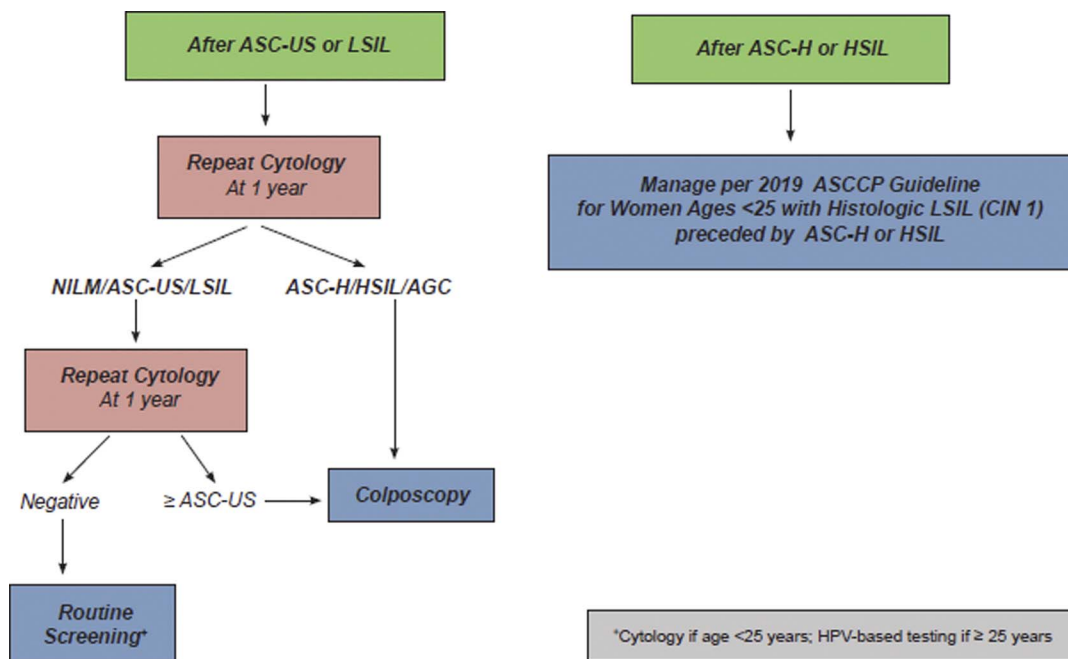 After ASC-US or LSIL
Repeat Cytology
At 1 year
NILM/ASC-US/LSIL
ASC-H/HSIL/AGC
Repeat Cytology
At 1 year
Negative
≥ ASC-US
Colposcopy
Routine
Screening⁺
After ASC-H or HSIL
Manage per 2019 ASCCP Guideline
for Women Ages <25 with Histologic LSIL (CIN 1)
preceded by ASC-H or HSIL
⁺Cytology if age <25 years; HPV-based testing if ≥ 25 years